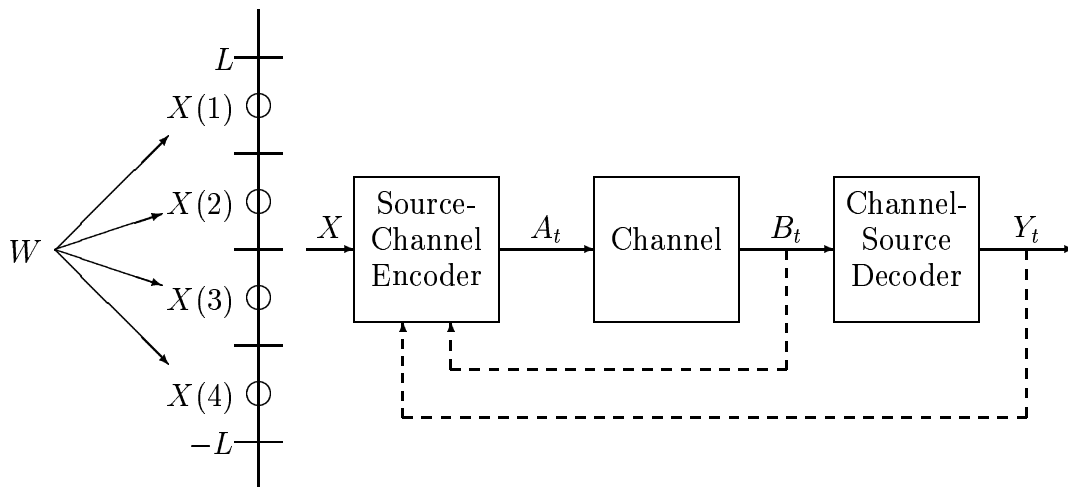 L
X(1)
X(2)
W
X(3)
X(4)
−L
X
Source-
Channel
Encoder
A_t
Channel
B_t
Channel-
Source
Decoder
Y_t